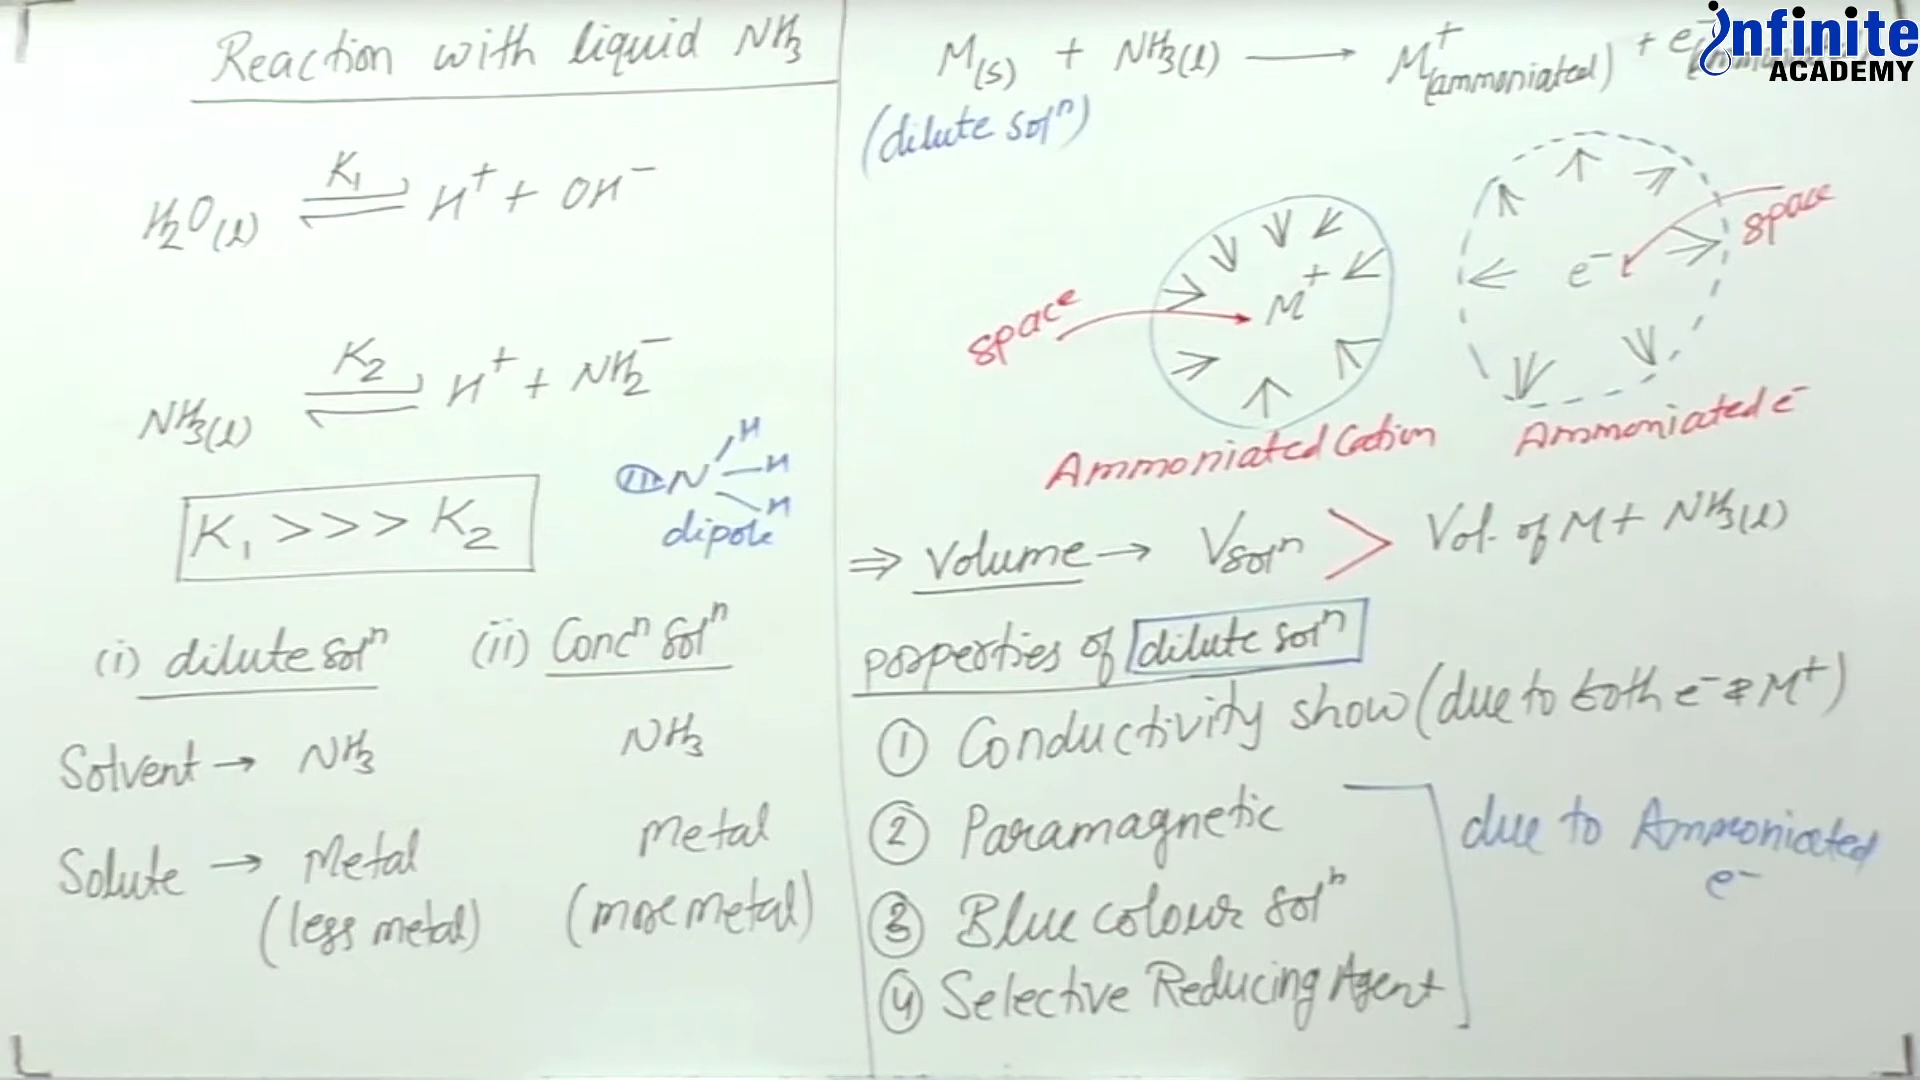 Reaction with liquid NH3
H2O(l) ⇌ H+ + OH−
K1
NH3(l) ⇌ H+ + NH2−
K2
N H H H
dipole
K1 >>> K2
(i) dilute solⁿ (ii) Concⁿ Solⁿ
Solvent → NH3 NH3
Solute → Metal Metal
(less metal) (more metal)
infinite
ACADEMY
M(s) + NH3(l) → M+(ammoniated) + e−
(dilute solⁿ)
space M+
e− space
Ammoniated Cation Ammoniated e−
⇒ Volume → Vsolⁿ > Vol. of M + NH3(l)
properties of dilute solⁿ
① Conductivity show (due to both e− & M+)
② Paramagnetic
③ Blue colour solⁿ
④ Selective Reducing Agent
due to Ammoniated
e−